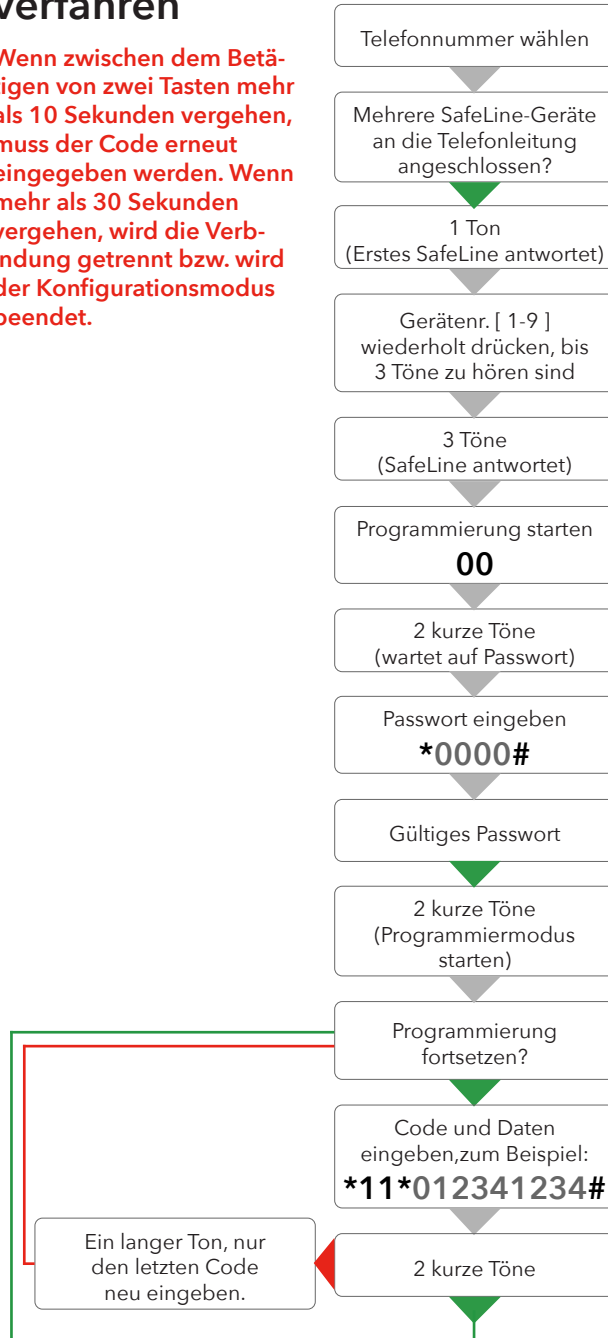 verfahren
Wenn zwischen dem Betä-
tigen von zwei Tasten mehr
als 10 Sekunden vergehen,
muss der Code erneut
eingegeben werden. Wenn
mehr als 30 Sekunden
vergehen, wird die Verb-
indung getrennt bzw. wird
der Konfigurationsmodus
beendet.
Telefonnummer wählen
Mehrere SafeLine-Geräte
an die Telefonleitung
angeschlossen?
1 Ton
(Erstes SafeLine antwortet)
Gerätenr. [ 1-9 ]
wiederholt drücken, bis
3 Töne zu hören sind
3 Töne
(SafeLine antwortet)
Programmierung starten
00
2 kurze Töne
(wartet auf Passwort)
Passwort eingeben
*0000#
Gültiges Passwort
2 kurze Töne
(Programmiermodus
starten)
Programmierung
fortsetzen?
Code und Daten
eingeben,zum Beispiel:
*11*012341234#
Ein langer Ton, nur
den letzten Code
neu eingeben.
2 kurze Töne